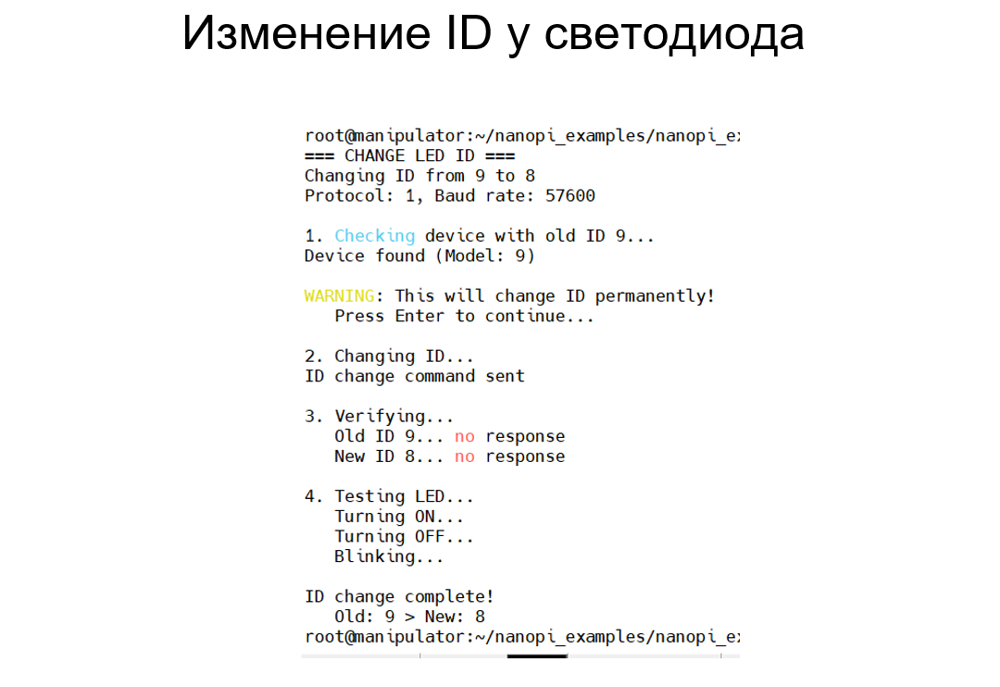 Изменение ID у светодиода
root@manipulator:~/nanopi_examples/nanopi_e
=== CHANGE LED ID ===
Changing ID from 9 to 8
Protocol: 1, Baud rate: 57600
1. Checking device with old ID 9...
Device found (Model: 9)
WARNING: This will change ID permanently!
Press Enter to continue...
2. Changing ID...
ID change command sent
3. Verifying...
Old ID 9... no response
New ID 8... no response
4. Testing LED...
Turning ON...
Turning OFF...
Blinking...
ID change complete!
Old: 9 > New: 8
root@manipulator:~/nanopi_examples/nanopi_e